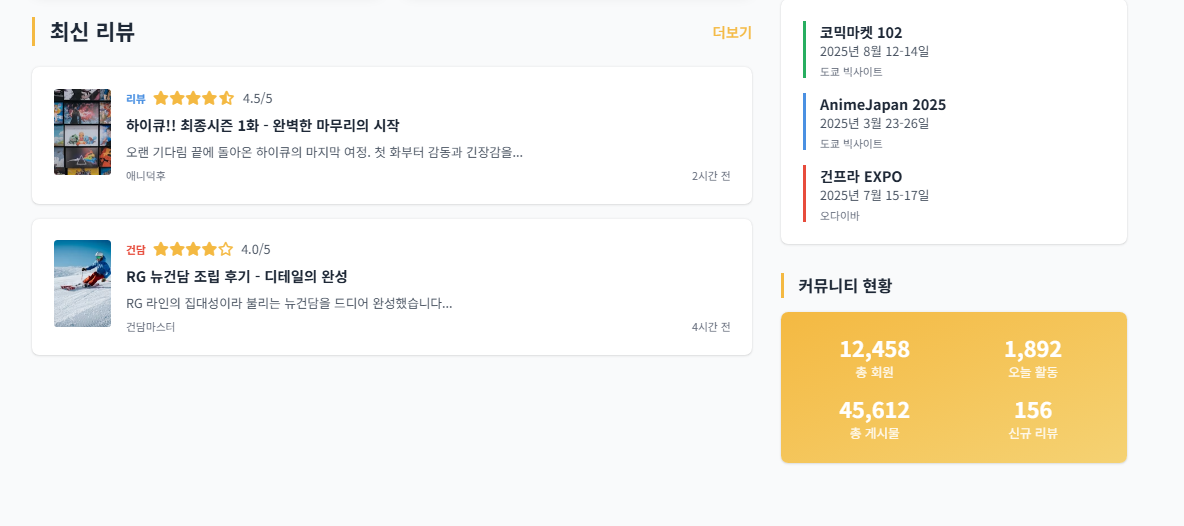 최신 리뷰
더보기
리뷰 4.5/5
하이큐!! 최종시즌 1화 - 완벽한 마무리의 시작
오랜 기다림 끝에 돌아온 하이큐의 마지막 여정. 첫 화부터 감동과 긴장감을...
애니덕후
2시간 전
건담 4.0/5
RG 뉴건담 조립 후기 - 디테일의 완성
RG 라인의 집대성이라 불리는 뉴건담을 드디어 완성했습니다...
건담마스터
4시간 전
코믹마켓 102
2025년 8월 12-14일
도쿄 빅사이트
AnimeJapan 2025
2025년 3월 23-26일
도쿄 빅사이트
건프라 EXPO
2025년 7월 15-17일
오다이바
커뮤니티 현황
12,458
총 회원
1,892
오늘 활동
45,612
총 게시물
156
신규 리뷰